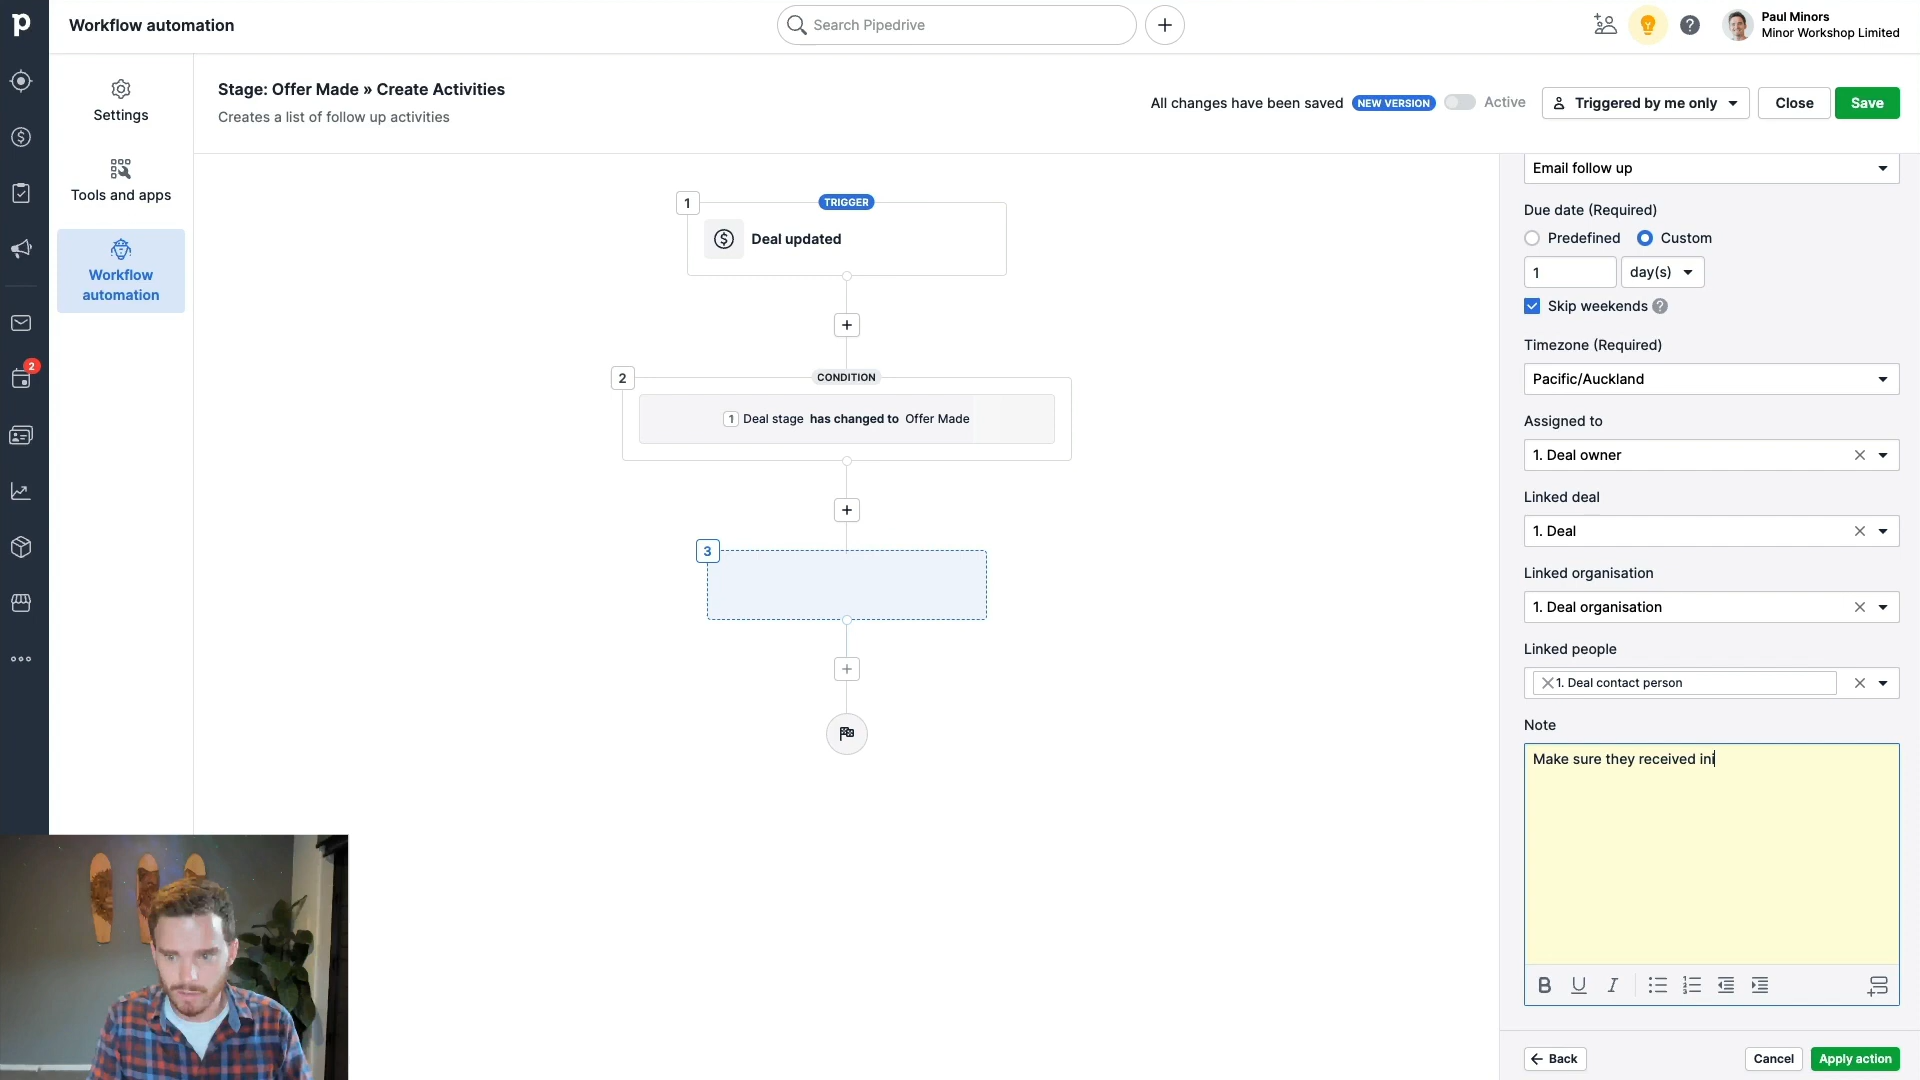 Workflow automation
Search Pipedrive
Paul Minors
Minor Workshop Limited
Settings
Tools and apps
Workflow
automation
2
Stage: Offer Made » Create Activities
Creates a list of follow up activities
All changes have been saved
NEW VERSION
Active
Triggered by me only
Close
Save
1
TRIGGER
Deal updated
2
CONDITION
1 Deal stage has changed to Offer Made
3
Email follow up
Due date (Required)
Predefined
Custom
1
day(s)
Skip weekends
Timezone (Required)
Pacific/Auckland
Assigned to
1. Deal owner
Linked deal
1. Deal
Linked organisation
1. Deal organisation
Linked people
1. Deal contact person
Note
Make sure they received ini
Back
Cancel
Apply action